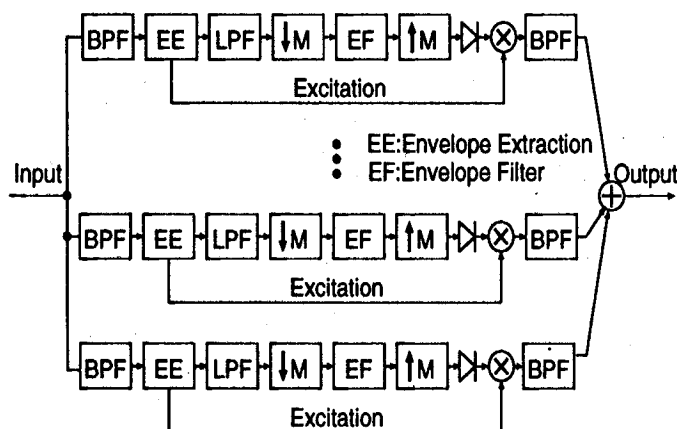 BPF EE LPF ↓M EF ↑M BPF
Excitation
EE:Envelope Extraction
EF:Envelope Filter
Input
Output
BPF EE LPF ↓M EF ↑M BPF
Excitation
BPF EE LPF ↓M EF ↑M BPF
Excitation